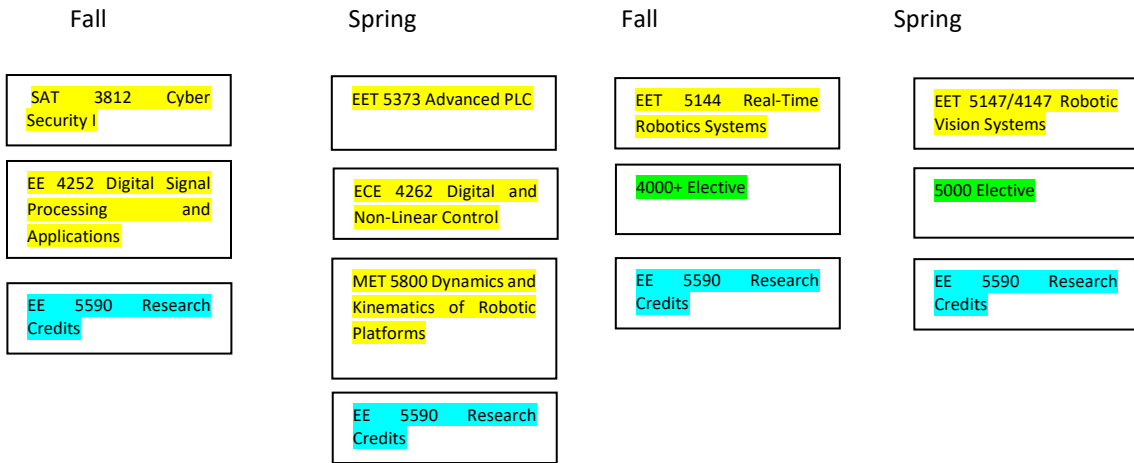 Fall
Spring
Fall
Spring
SAT 3812 Cyber
Security I
EE 4252 Digital Signal
Processing and
Applications
EE 5590 Research
Credits
EET 5373 Advanced PLC
ECE 4262 Digital and
Non-Linear Control
MET 5800 Dynamics and
Kinematics of Robotic
Platforms
EE 5590 Research
Credits
EET 5144 Real-Time
Robotics Systems
4000+ Elective
EE 5590 Research
Credits
EET 5147/4147 Robotic
Vision Systems
5000 Elective
EE 5590 Research
Credits